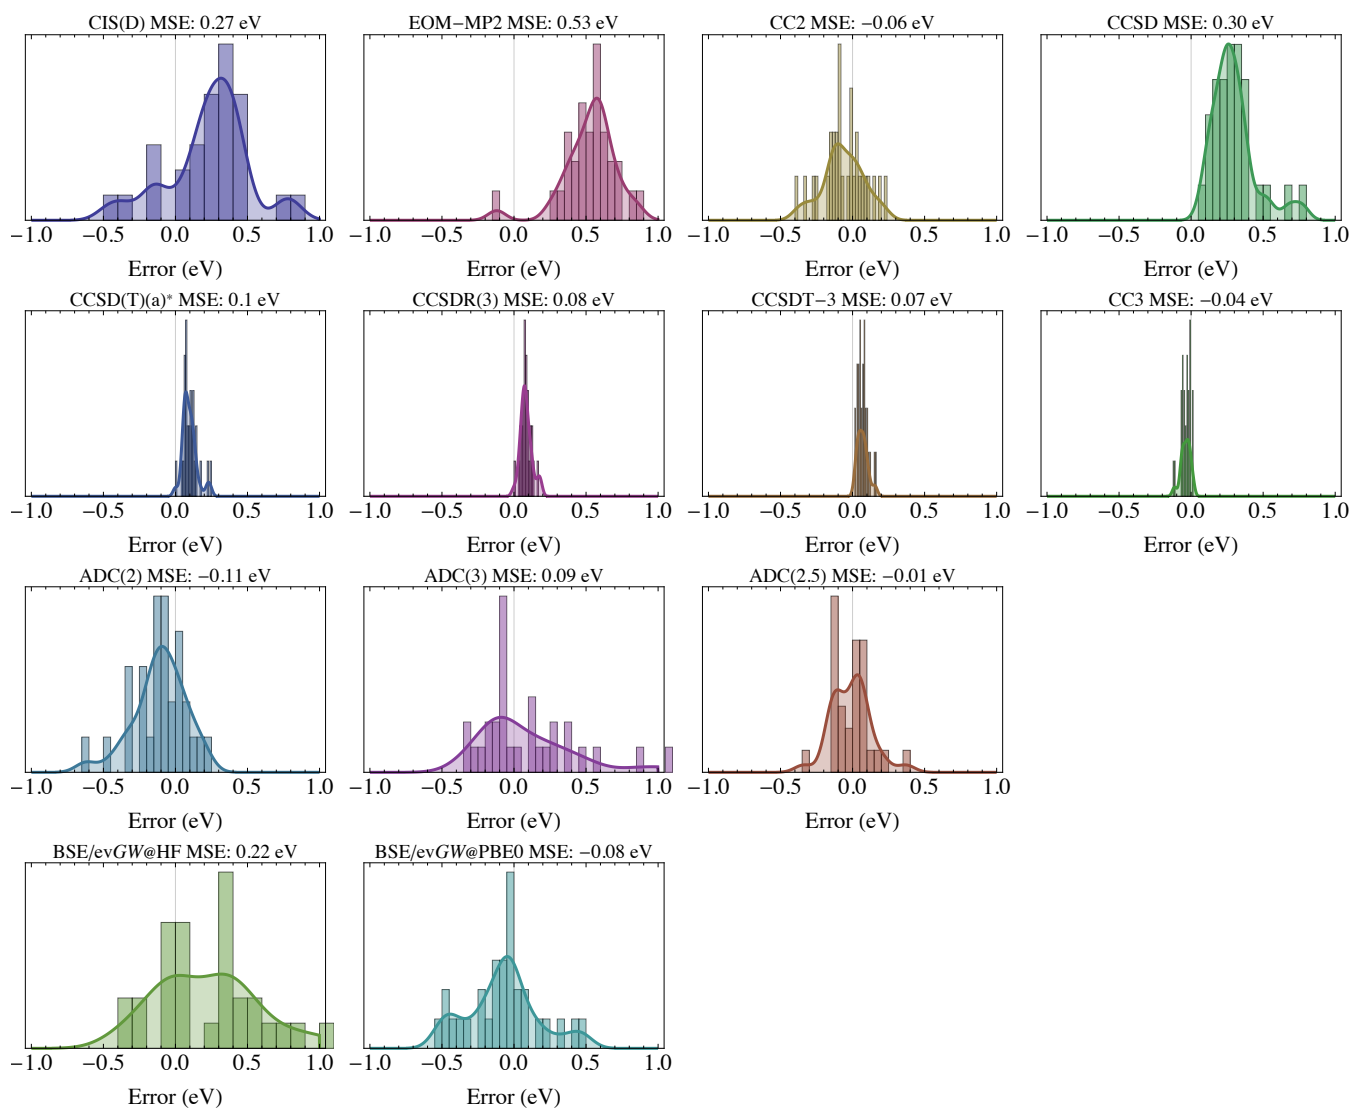 CIS(D) MSE: 0.27 eV
EOM−MP2 MSE: 0.53 eV
CC2 MSE: −0.06 eV
CCSD MSE: 0.30 eV
−1.0 −0.5 0.0 0.5 1.0
−1.0 −0.5 0.0 0.5 1.0
−1.0 −0.5 0.0 0.5 1.0
−1.0 −0.5 0.0 0.5 1.0
Error (eV)
Error (eV)
Error (eV)
Error (eV)
CCSD(T)(a)* MSE: 0.1 eV
CCSDR(3) MSE: 0.08 eV
CCSDT−3 MSE: 0.07 eV
CC3 MSE: −0.04 eV
−1.0 −0.5 0.0 0.5 1.0
−1.0 −0.5 0.0 0.5 1.0
−1.0 −0.5 0.0 0.5 1.0
−1.0 −0.5 0.0 0.5 1.0
Error (eV)
Error (eV)
Error (eV)
Error (eV)
ADC(2) MSE: −0.11 eV
ADC(3) MSE: 0.09 eV
ADC(2.5) MSE: −0.01 eV
−1.0 −0.5 0.0 0.5 1.0
−1.0 −0.5 0.0 0.5 1.0
−1.0 −0.5 0.0 0.5 1.0
Error (eV)
Error (eV)
Error (eV)
BSE/evGW@HF MSE: 0.22 eV
BSE/evGW@PBE0 MSE: −0.08 eV
−1.0 −0.5 0.0 0.5 1.0
−1.0 −0.5 0.0 0.5 1.0
Error (eV)
Error (eV)